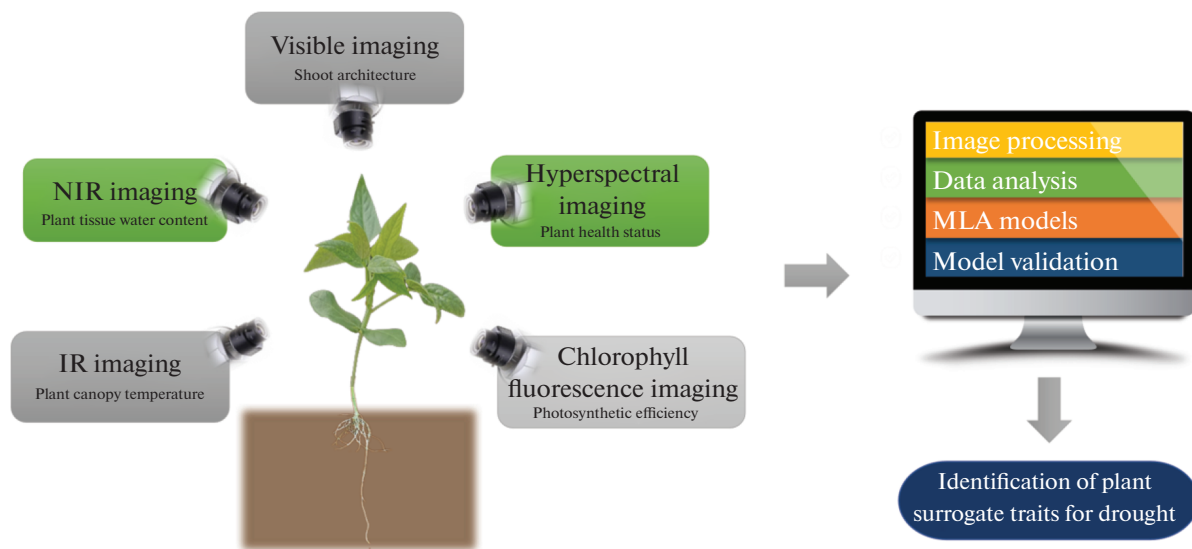 Visible imaging
Shoot architecture
NIR imaging
Plant tissue water content
Hyperspectral
imaging
Plant health status
IR imaging
Plant canopy temperature
Chlorophyll
fluorescence imaging
Photosynthetic efficiency
Image processing
Data analysis
MLA models
Model validation
Identification of plant
surrogate traits for drought